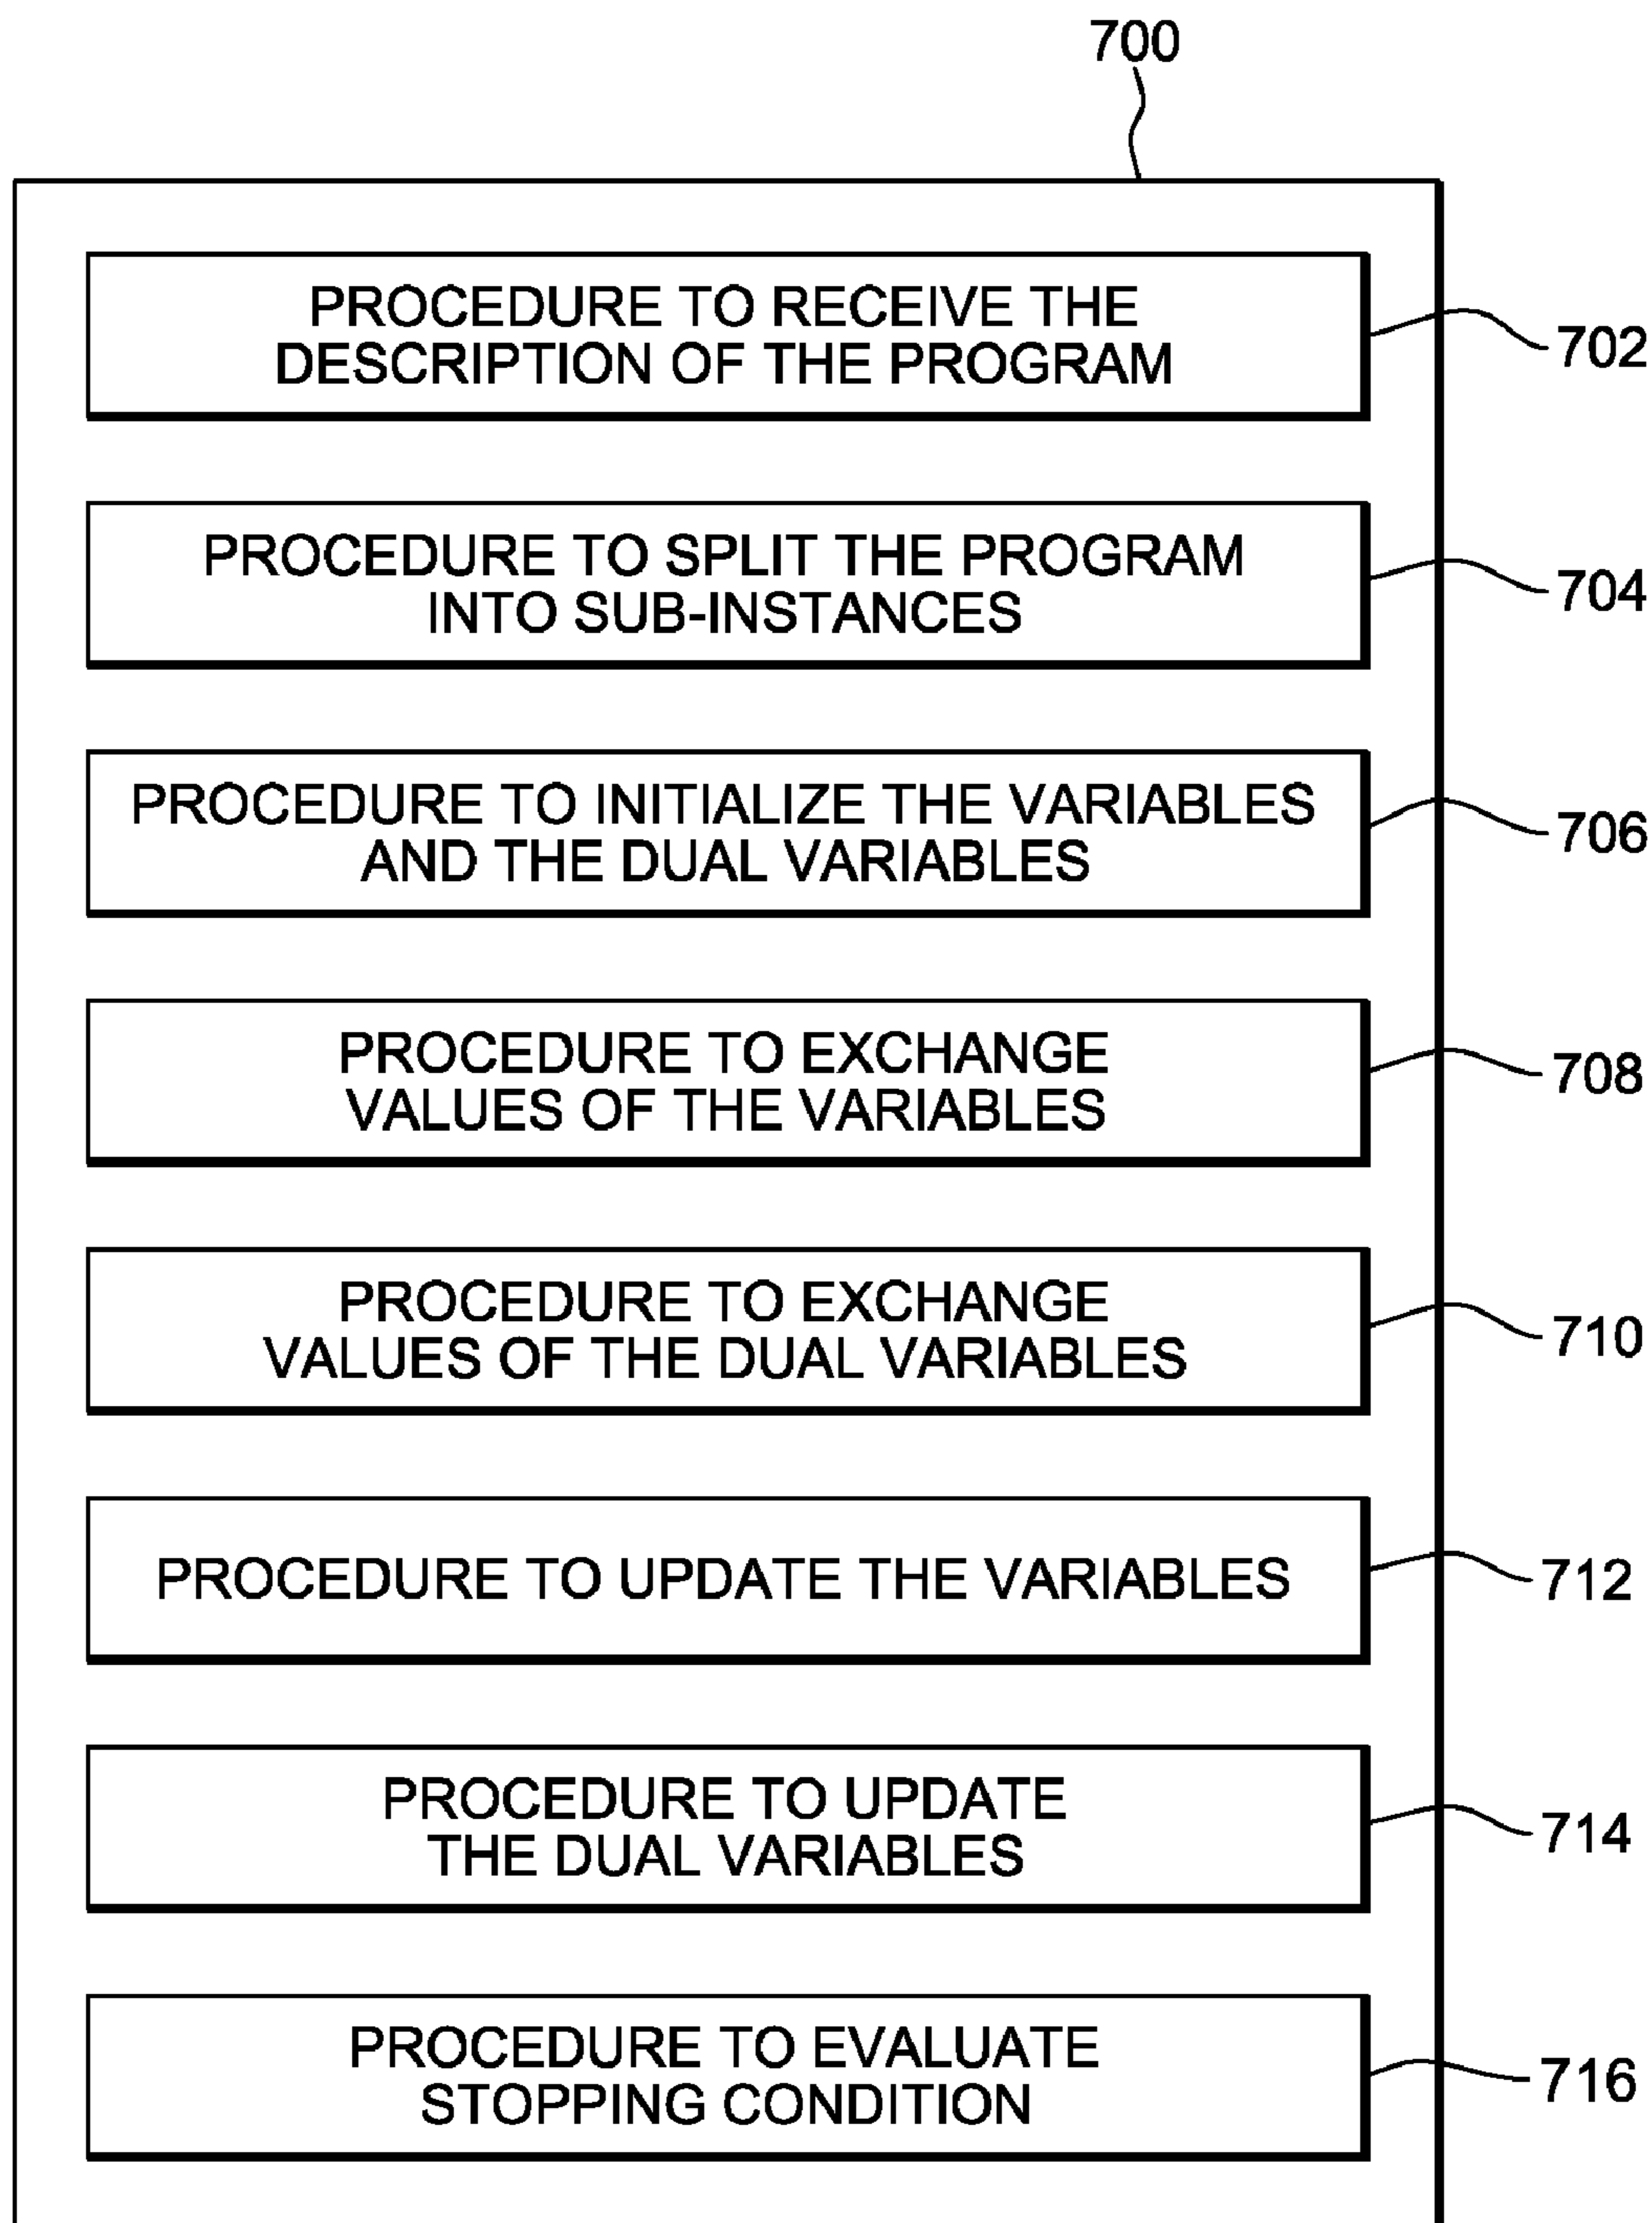 700
PROCEDURE TO RECEIVE THE
DESCRIPTION OF THE PROGRAM
702
PROCEDURE TO SPLIT THE PROGRAM
INTO SUB-INSTANCES
704
PROCEDURE TO INITIALIZE THE VARIABLES
AND THE DUAL VARIABLES
706
PROCEDURE TO EXCHANGE
VALUES OF THE VARIABLES
708
PROCEDURE TO EXCHANGE
VALUES OF THE DUAL VARIABLES
710
PROCEDURE TO UPDATE THE VARIABLES
712
PROCEDURE TO UPDATE
THE DUAL VARIABLES
714
PROCEDURE TO EVALUATE
STOPPING CONDITION
716